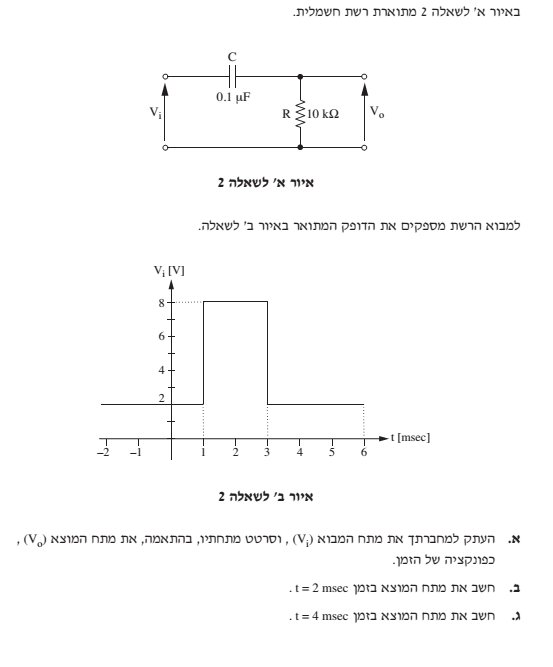 באיור א׳ לשאלה 2 מתוארת רשת חשמלית.
C
0.1 µF
Vi
R 10 kΩ
Vo
איור א׳ לשאלה 2
למבוא הרשת מספקים את הדופק המתואר באיור ב׳ לשאלה.
Vi [V]
8
6
4
2
t [msec]
–2 –1 1 2 3 4 5 6
איור ב׳ לשאלה 2
א. העתק למחברתך את מתח המבוא (Vi) , וסרטט מתחתיו, בהתאמה, את מתח המוצא (Vo) ,
כפונקציה של הזמן.
ב. חשב את מתח המוצא בזמן t = 2 msec .
ג. חשב את מתח המוצא בזמן t = 4 msec .